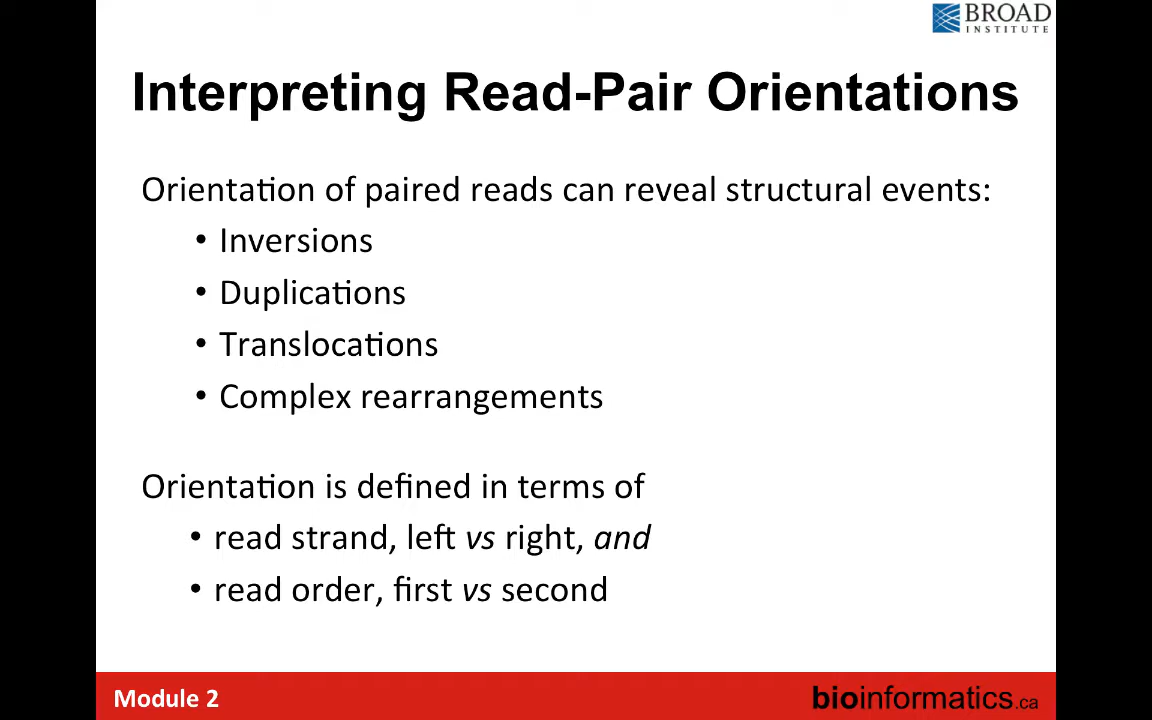 BROAD
INSTITUTE
Interpreting Read-Pair Orientations
Orientation of paired reads can reveal structural events:
• Inversions
• Duplications
• Translocations
• Complex rearrangements
Orientation is defined in terms of
• read strand, left vs right, and
• read order, first vs second
Module 2
bioinformatics.ca